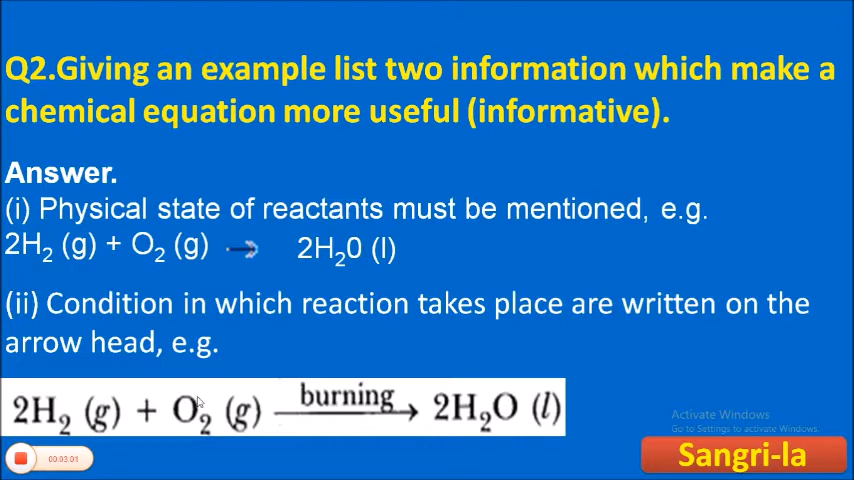 Q2.Giving an example list two information which make a
chemical equation more useful (informative).
Answer.
(i) Physical state of reactants must be mentioned, e.g.
2H₂ (g) + O₂ (g) → 2H₂0 (l)
(ii) Condition in which reaction takes place are written on the
arrow head, e.g.
burning
2H₂ (g) + O₂ (g) → 2H₂O (l)
Activate Windows
Go to Settings to activate Windows.
00:03:01
Sangri-la